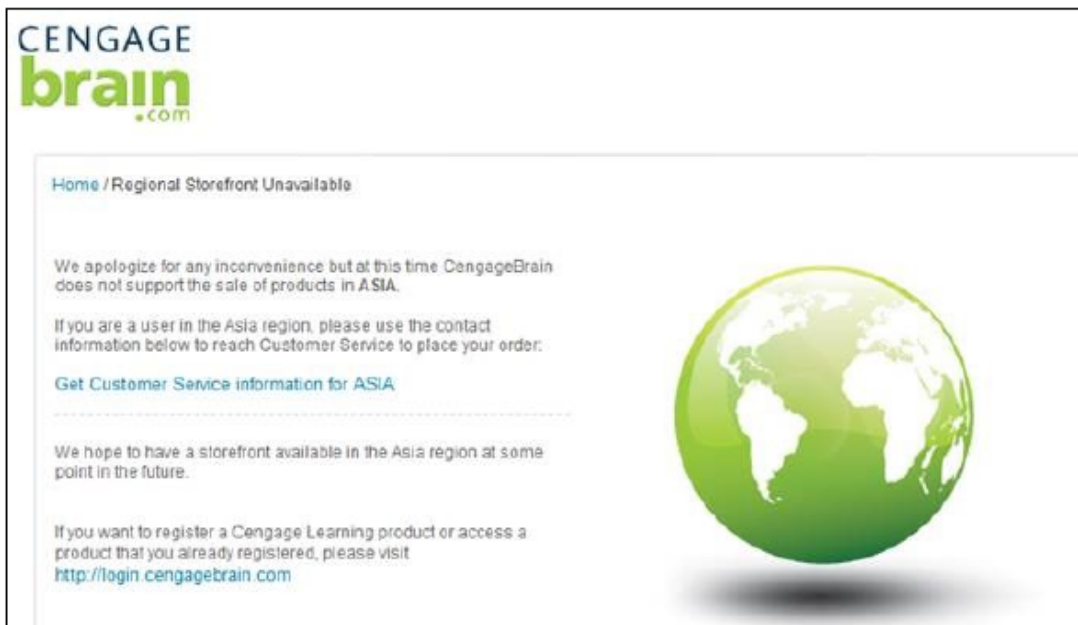 CENGAGE
brain
.com
Home / Regional Storefront Unavailable
We apologize for any inconvenience but at this time CengageBrain
does not support the sale of products in ASIA.
If you are a user in the Asia region, please use the contact
information below to reach Customer Service to place your order:
Get Customer Service information for ASIA
We hope to have a storefront available in the Asia region at some
point in the future.
If you want to register a Cengage Learning product or access a
product that you already registered, please visit
http://login.cengagebrain.com